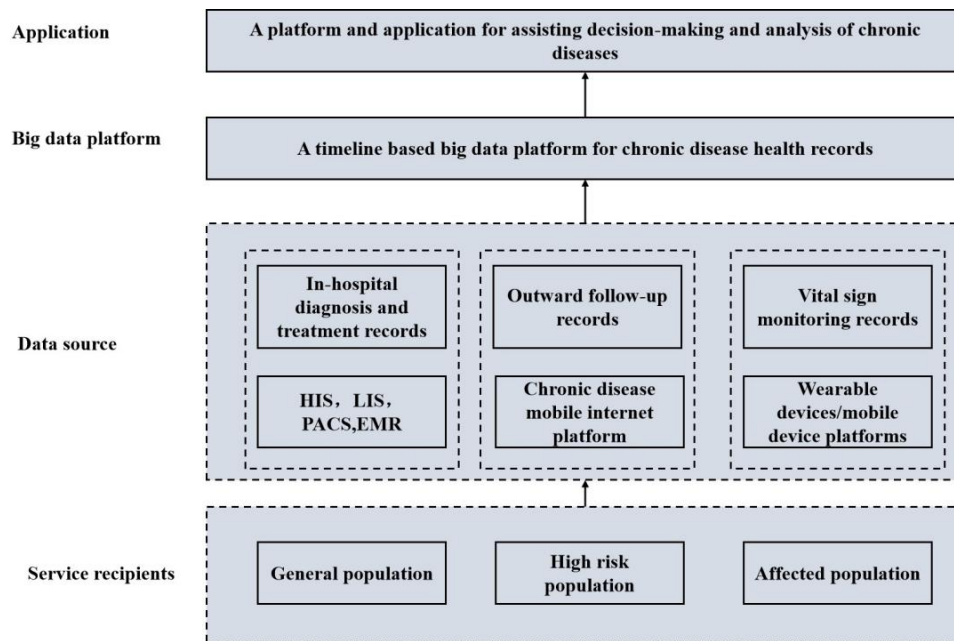 Application
A platform and application for assisting decision-making and analysis of chronic
diseases
Big data platform
A timeline based big data platform for chronic disease health records
Data source
In-hospital
diagnosis and
treatment records
Outward follow-up
records
Vital sign
monitoring records
HIS，LIS，
PACS,EMR
Chronic disease
mobile internet
platform
Wearable
devices/mobile
device platforms
Service recipients
General population
High risk
population
Affected population